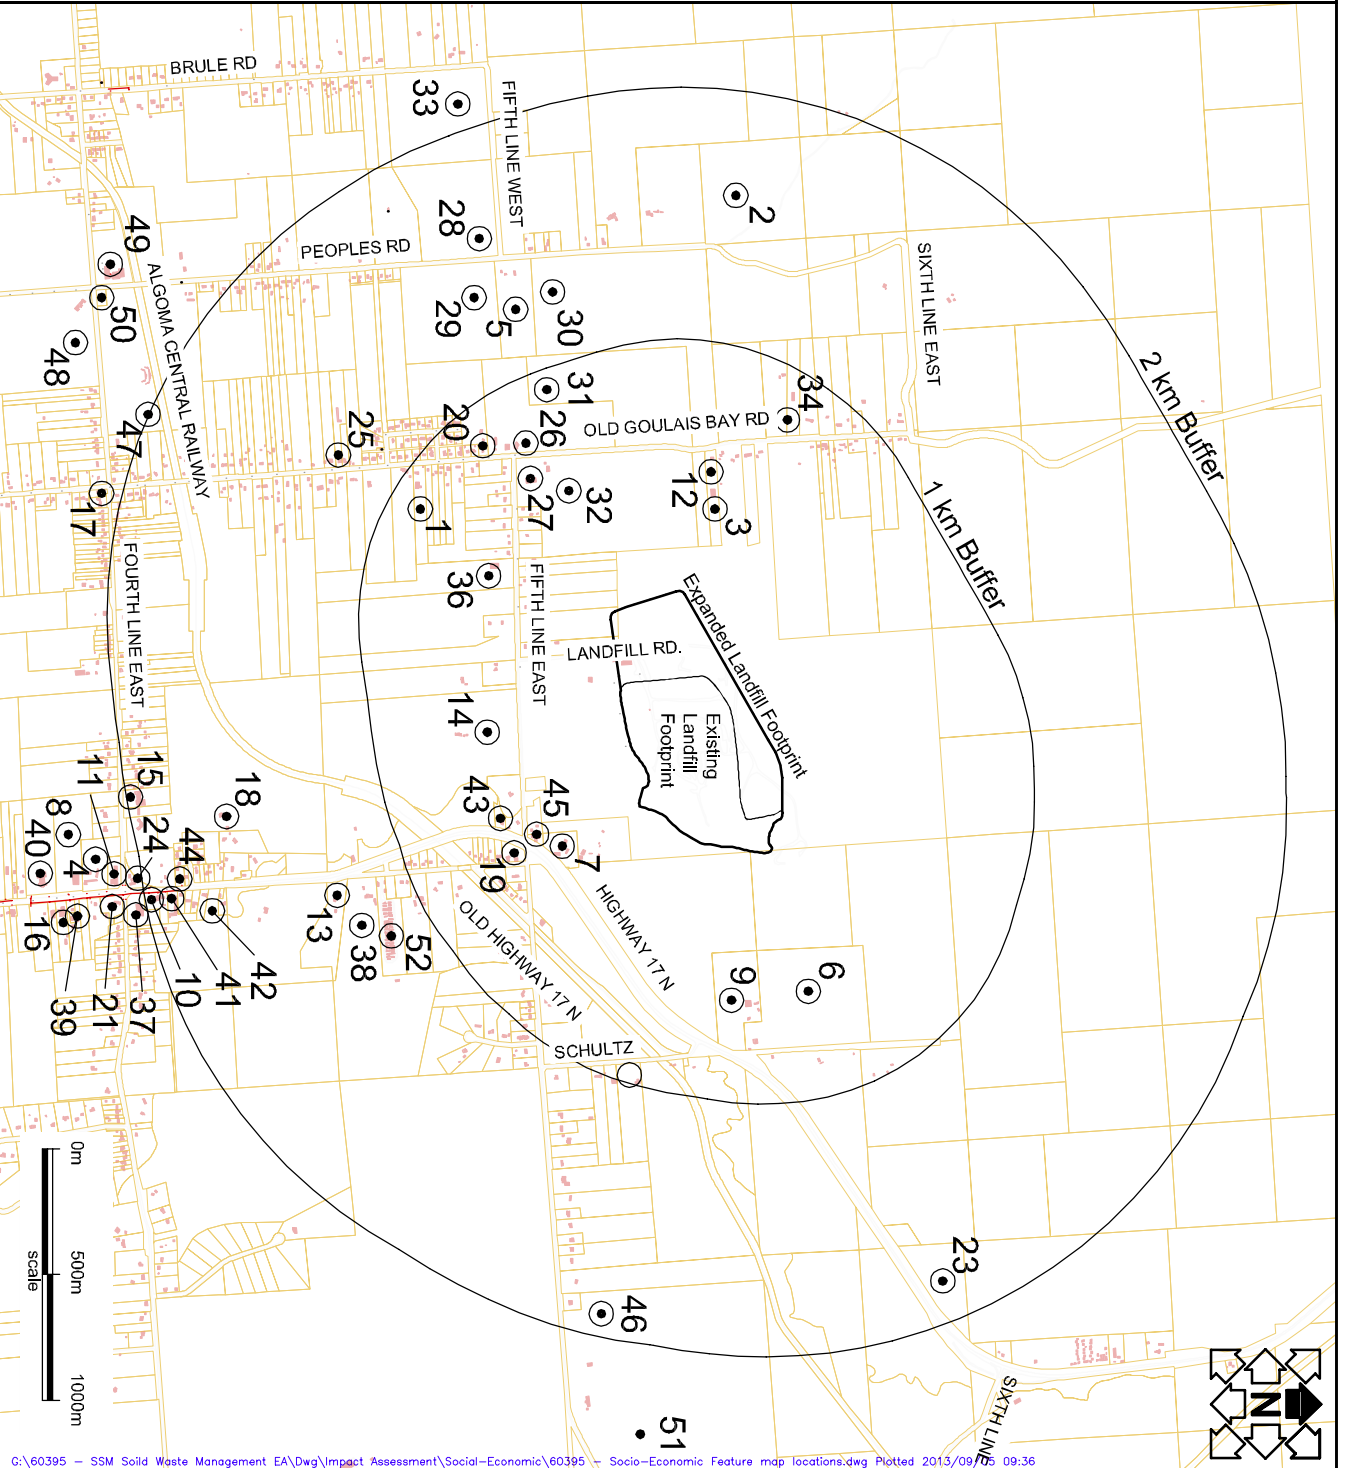 BRULE RD
33
FIFTH LINE WEST
2
28
49
PEOPLES RD
SIXTH LINE EAST
ALGOMA CENTRAL RAILWAY
50
29
5
30
48
2 km Buffer
31
34
47
25
20
26
OLD GOULAIS BAY RD
17
1
27
32
12
3
1 km Buffer
FOURTH LINE EAST
36
FIFTH LINE EAST
Expanded Landfill Footprint
LANDFILL RD.
14
Existing
Landfill
Footprint
11
15
18
43
45
8
24
44
40
4
19
7
16
13
38
52
OLD HIGHWAY 17 N
HIGHWAY 17 N
39
21
37
10
41
42
9
6
SCHULTZ
23
46
51
SIXTH LINE
0m
500m
1000m
scale
N
G:\60395 - SSM Soild Waste Management EA\Dwg\Impact Assessment\Social-Economic\60395 - Socio-Economic Feature map locations.dwg Plotted 2013/09/05 09:36